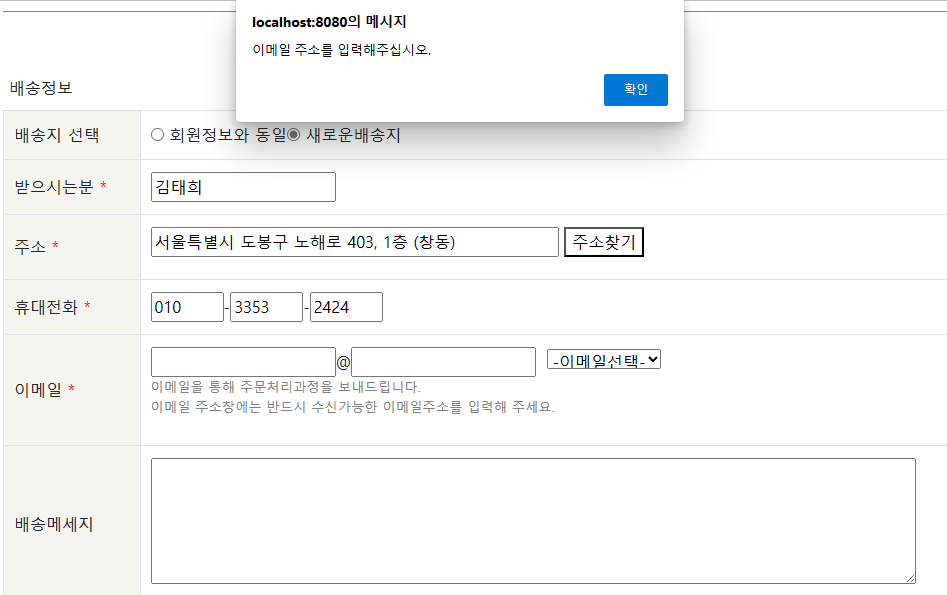 localhost:8080의 메시지
이메일 주소를 입력해주십시오.
확인
배송정보
배송지 선택 회원정보와 동일 새로운배송지
받으시는분 * 김태희
주소 * 서울특별시 도봉구 노해로 403, 1층 (창동) 주소찾기
휴대전화 * 010 - 3353 - 2424
이메일 * @ -이메일선택-
이메일을 통해 주문처리과정을 보내드립니다.
이메일 주소창에는 반드시 수신가능한 이메일주소를 입력해 주세요.
배송메세지